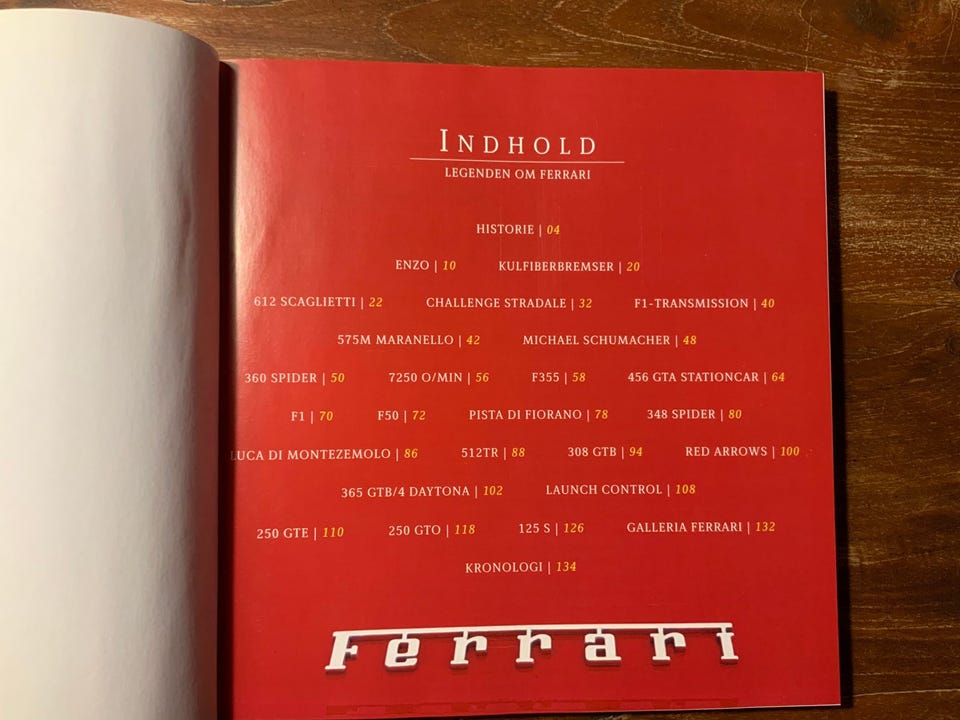 INDHOLD
LEGENDEN OM FERRARI
HISTORIE | 04
ENZO | 10 KULFIBERBREMSER | 20
612 SCAGLIETTI | 22 CHALLENGE STRADALE | 32 F1-TRANSMISSION | 40
575M MARANELLO | 42 MICHAEL SCHUMACHER | 48
360 SPIDER | 50 7250 O/MIN | 56 F355 | 58 456 GTA STATIONCAR | 64
F1 | 70 F50 | 72 PISTA DI FIORANO | 78 348 SPIDER | 80
LUCA DI MONTEZEMOLO | 86 512TR | 88 308 GTB | 94 RED ARROWS | 100
365 GTB/4 DAYTONA | 102 LAUNCH CONTROL | 108
250 GTE | 110 250 GTO | 118 125 S | 126 GALLERIA FERRARI | 132
KRONOLOGI | 134
Ferrari